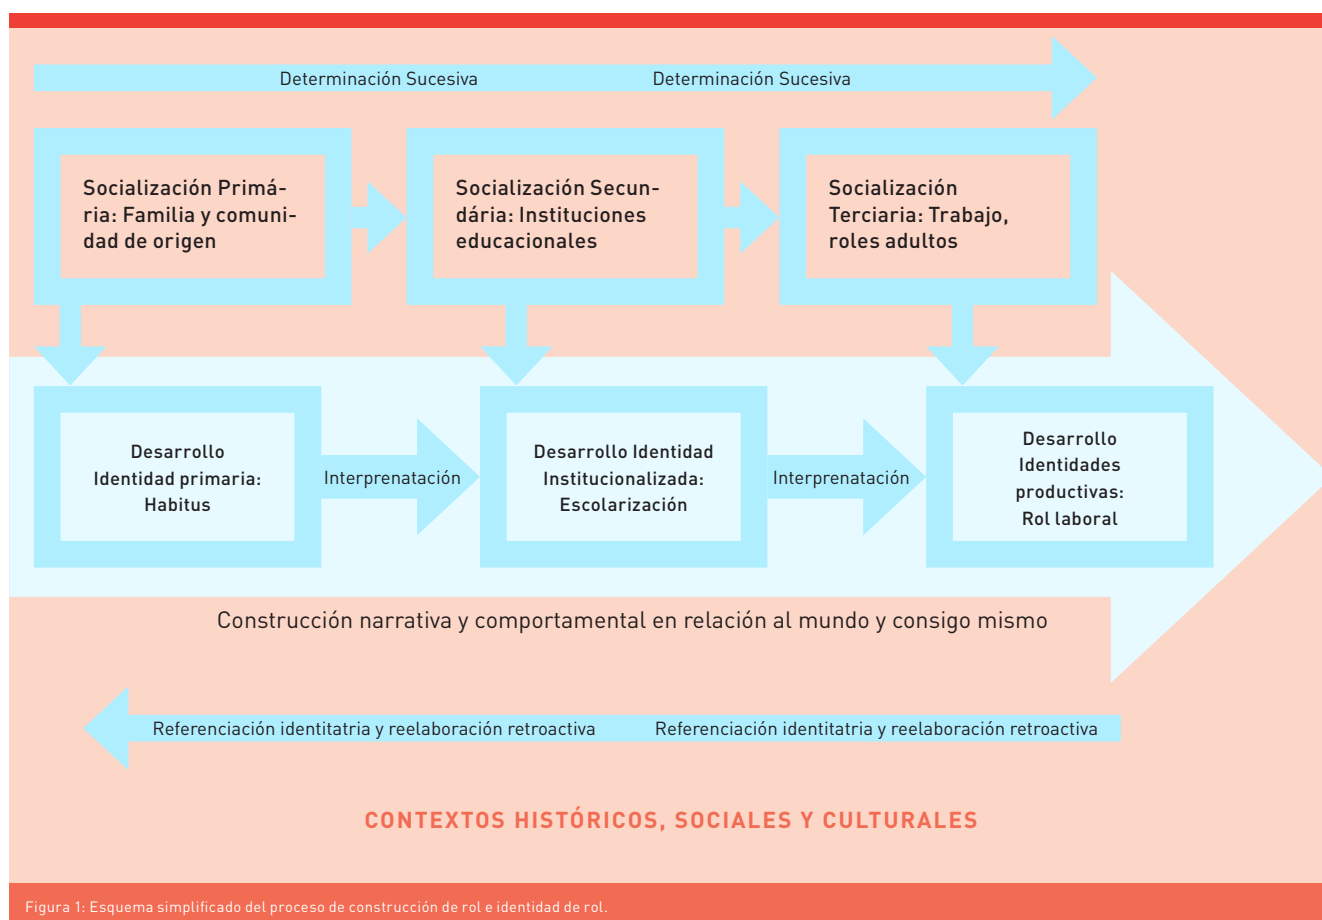 Determinación Sucesiva
Determinación Sucesiva
Socialización Primá-
ria: Familia y comuni-
dad de origen
Socialización Secun-
dária: Instituciones
educacionales
Socialización
Terciaria: Trabajo,
roles adultos
Desarrollo
Identidad primaria:
Habitus
Interprenatación
Desarrollo Identidad
Institucionalizada:
Escolarización
Interprenatación
Desarrollo
Identidades
productivas:
Rol laboral
Construcción narrativa y comportamental en relación al mundo y consigo mismo
Referenciación identitatria y reelaboración retroactiva
Referenciación identitatria y reelaboración retroactiva
CONTEXTOS HISTÓRICOS, SOCIALES Y CULTURALES
Figura 1: Esquema simplificado del proceso de construcción de rol e identidad de rol.